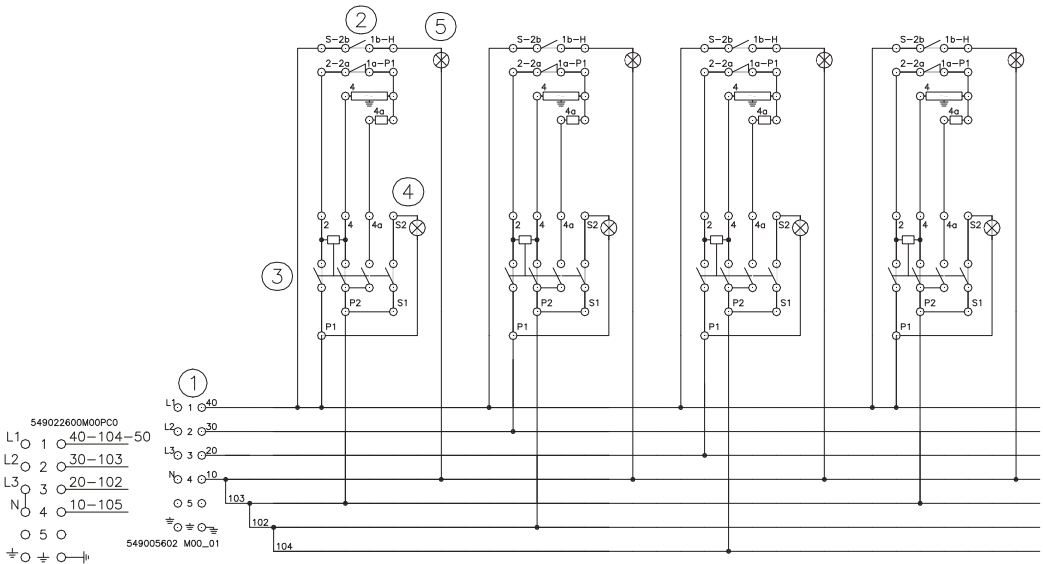 2 5
S-2b 1b-H S-2b 1b-H S-2b 1b-H S-2b 1b-H
2-2a 1a-P1 2-2a 1a-P1 2-2a 1a-P1 2-2a 1a-P1
4 4 4 4
4a 4a 4a 4a
4
2 4 4a S2 2 4 4a S2 2 4 4a S2 2 4 4a S2
3
P2 S1 P2 S1 P2 S1 P2 S1
P1 P1 P1 P1
1
L1 1 40
L2 2 30
L3 3 20
N 4 10
5
103
102
104
549005602 M00_01
549022600M00PC0
L1 1 40-104-50
L2 2 30-103
L3 3 20-102
N 4 10-105
5